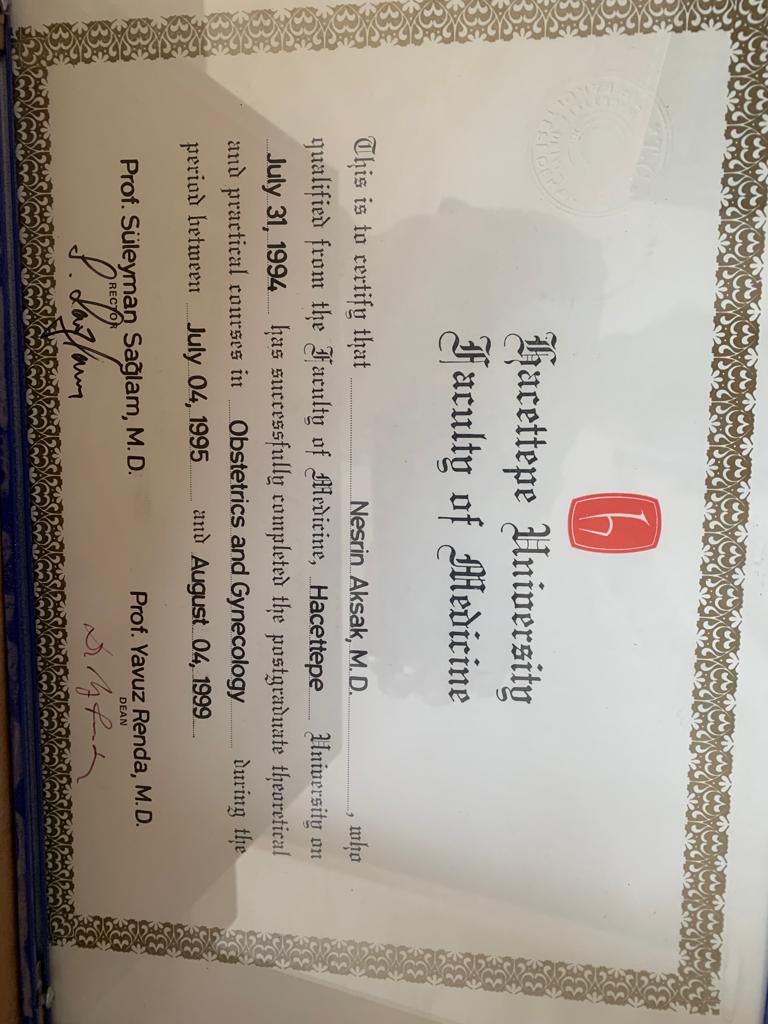 Hacettepe University
Faculty of Medicine
This is to certify that Nesrin Aksak, M.D. , who
qualified from the Faculty of Medicine, Hacettepe University on
July 31, 1994 has successfully completed the postgraduate theoretical
and practical courses in Obstetrics and Gynecology during the
period between July 04, 1995 and August 04, 1999
Prof. Süleyman Sağlam, M.D.
RECTOR
Prof. Yavuz Renda, M.D.
DEAN